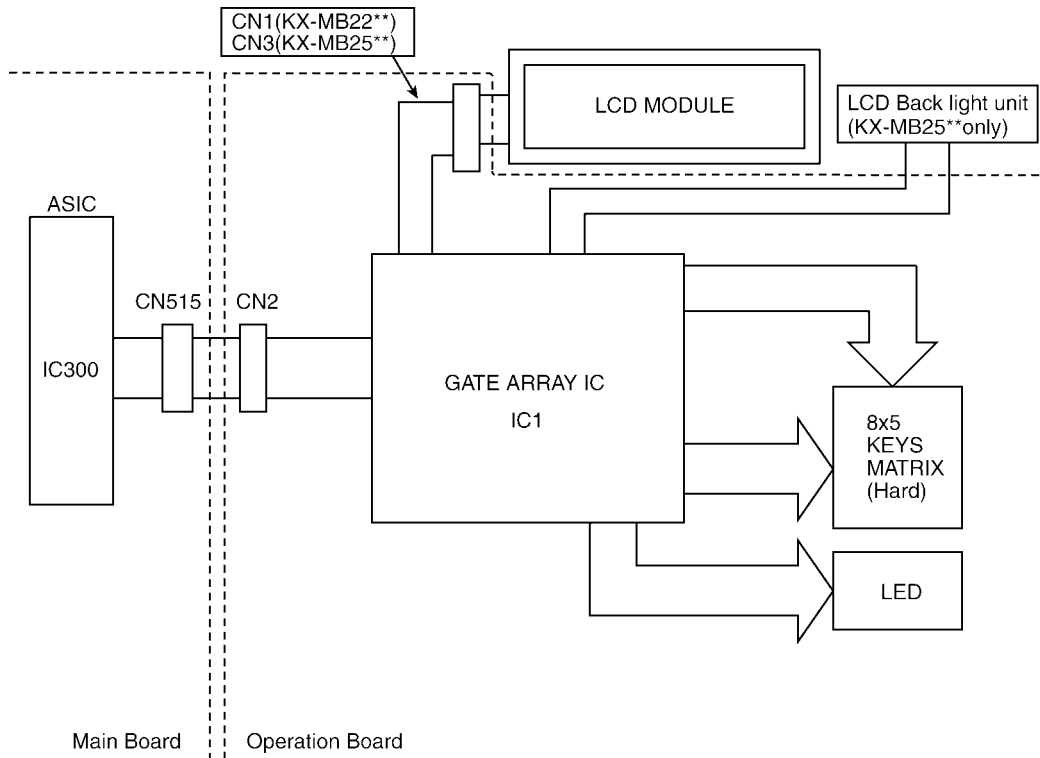 CN1(KX-MB22**)
CN3(KX-MB25**)
LCD MODULE
LCD Back light unit
(KX-MB25**only)
ASIC
IC300
CN515
CN2
GATE ARRAY IC
IC1
8x5
KEYS
MATRIX
(Hard)
LED
Main Board
Operation Board